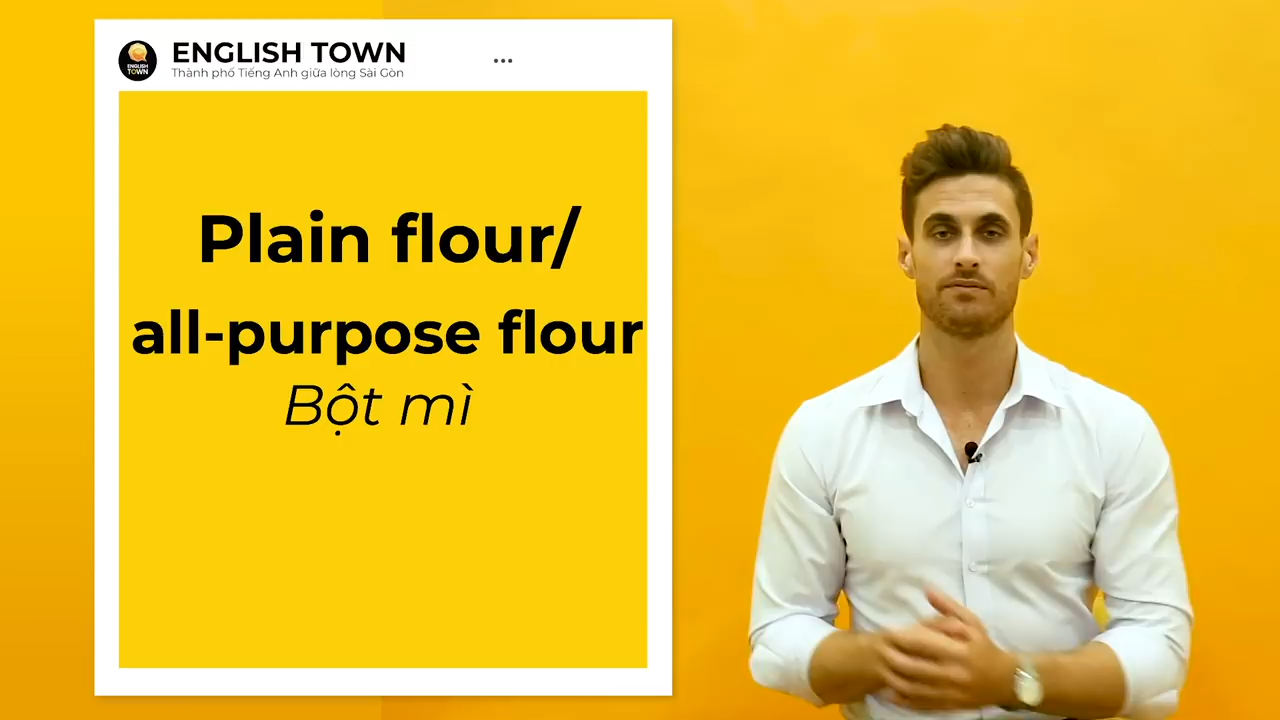 ENGLISH TOWN
ENGLISH TOWN
Thành phố Tiếng Anh giữa lòng Sài Gòn
Plain flour/
all-purpose flour
Bột mì